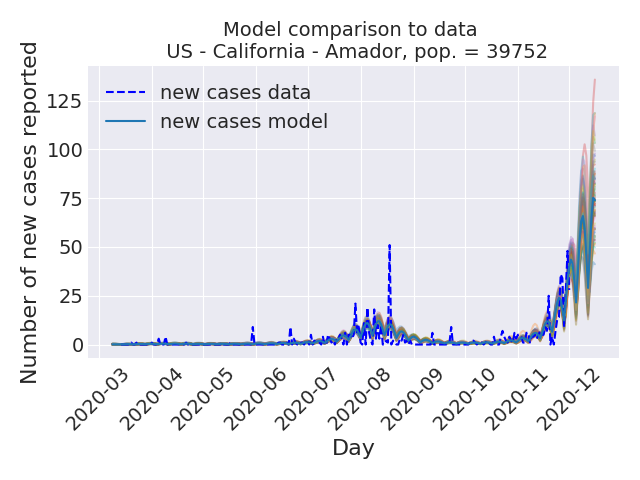 Model comparison to data
US - California - Amador, pop. = 39752
Number of new cases reported
125
100
75
50
25
0
new cases data
new cases model
2020-03
2020-04
2020-05
2020-06
2020-07
2020-08
2020-09
2020-10
2020-11
2020-12
Day